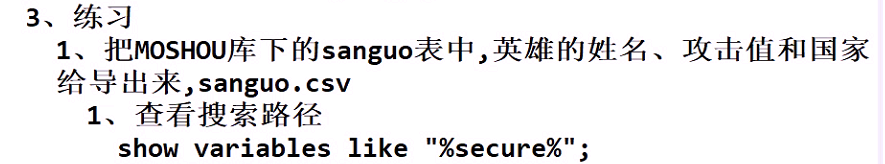 3、练习
1、把MOSHOU库下的sanguo表中,英雄的姓名、攻击值和国家
给导出来,sanguo.csv
1、查看搜索路径
show variables like "%secure%";